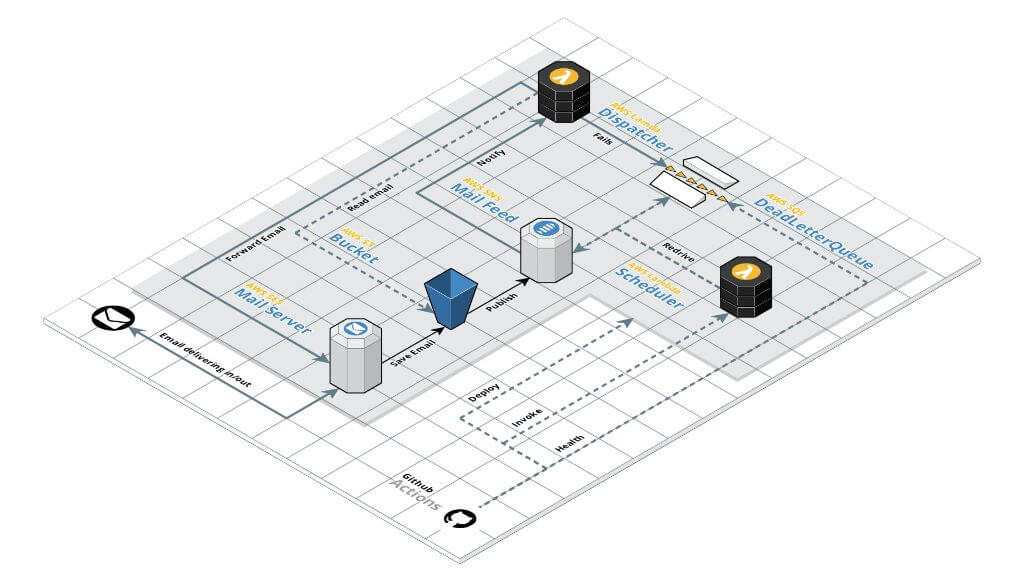 AWS Lamda
Dispatcher
Fails
Notify
AWS SNS
Mail Feed
Read email
AWS SQS
DeadLetterQueue
Forward Email
AWS S3
Bucket
Redrive
AWS Lambda
Scheduler
AWS SES
Mail Server
Publish
Save Email
Email delivering in/out
Deploy
Invoke
Health
Github
Actions